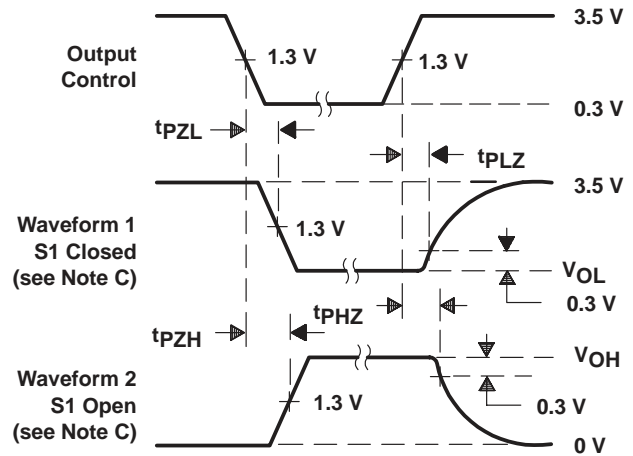 3.5 V
Output
Control
1.3 V
1.3 V
0.3 V
tPZL
tPLZ
3.5 V
Waveform 1
S1 Closed
(see Note C)
1.3 V
VOL
0.3 V
tPZH
tPHZ
VOH
Waveform 2
S1 Open
(see Note C)
1.3 V
0.3 V
0 V